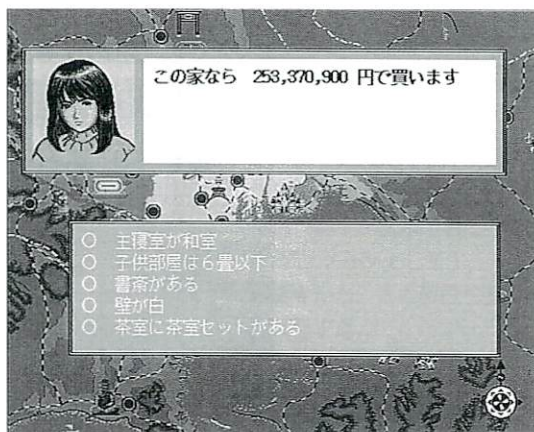 この家なら 253,370,900 円で買います
○ 主寝室が和室
○ 子供部屋は6畳以下
○ 書斎がある
○ 壁が白
○ 茶室に茶室セットがある